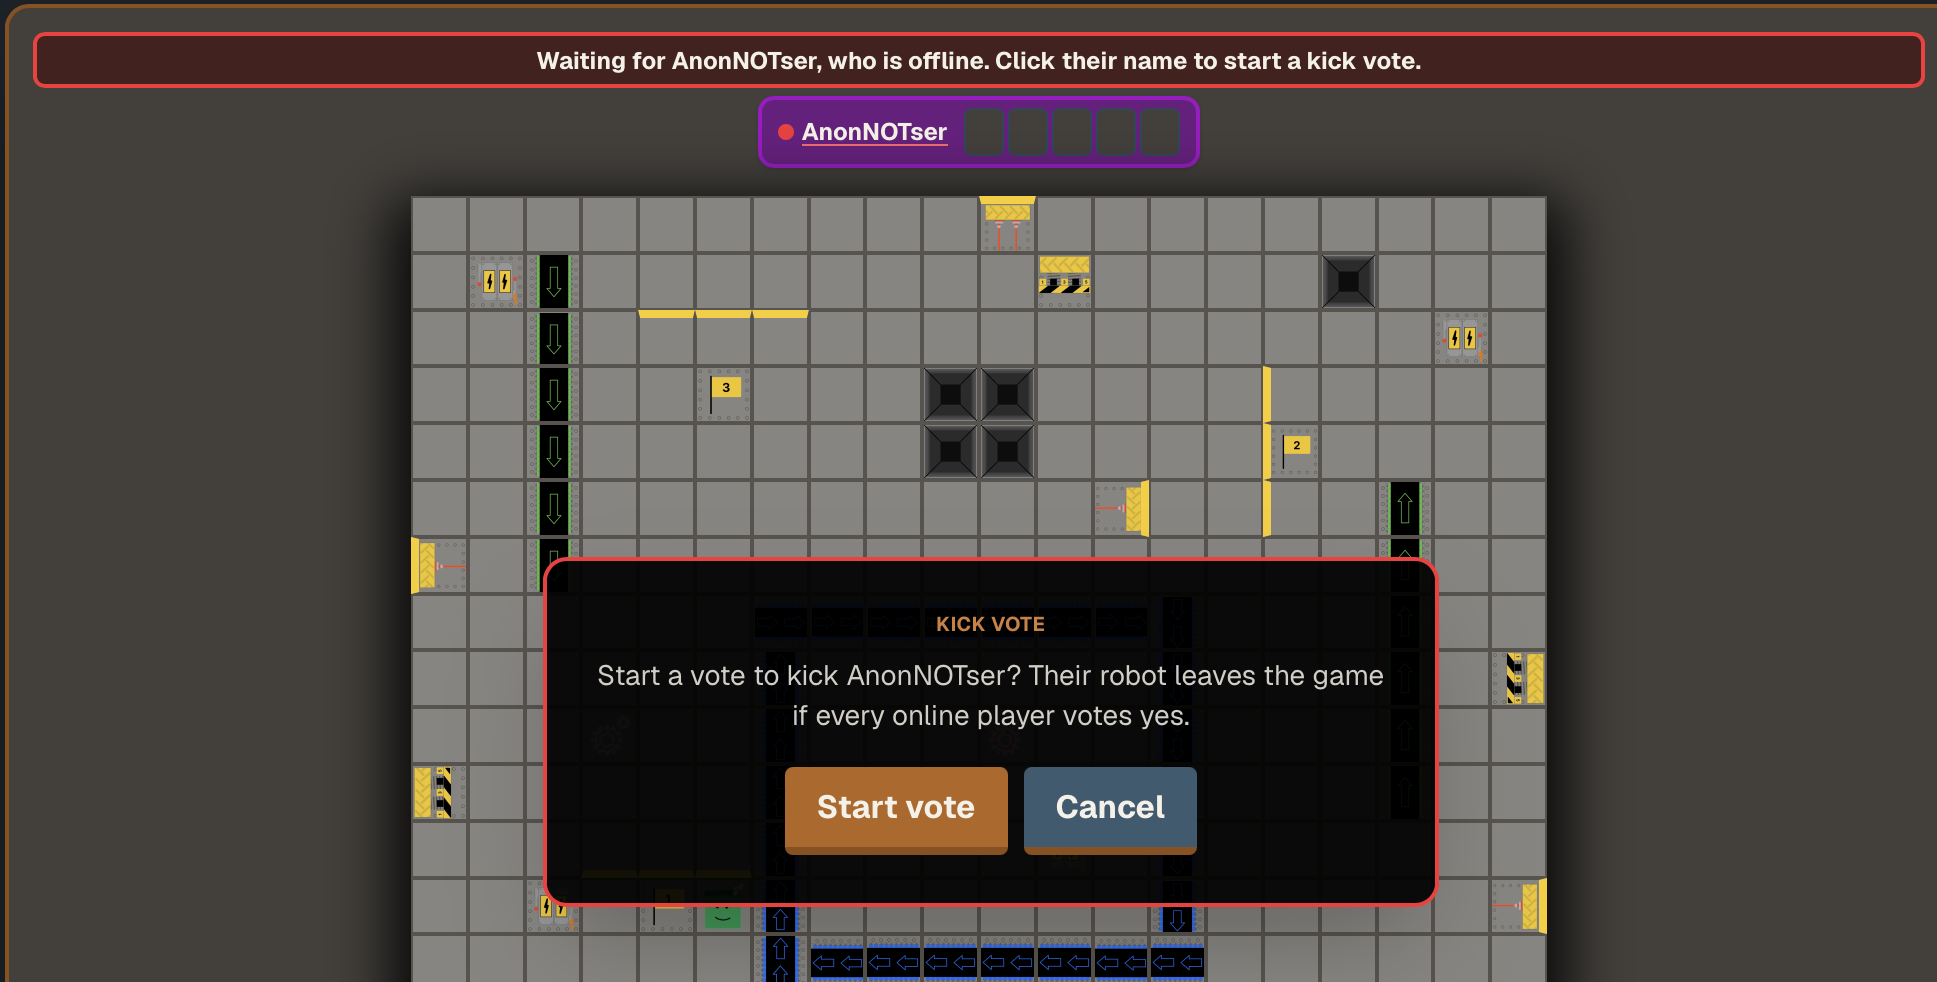 Waiting for AnonNOTser, who is offline. Click their name to start a kick vote.
AnonNOTser
3
2
KICK VOTE
Start a vote to kick AnonNOTser? Their robot leaves the game
if every online player votes yes.
Start vote
Cancel
1